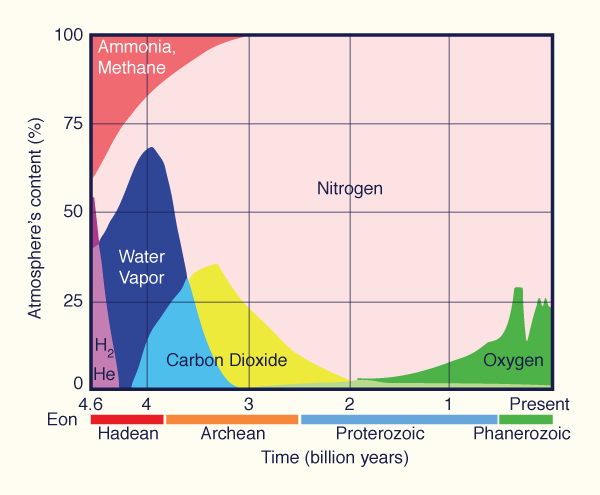 100
Ammonia,
Methane
75
Nitrogen
50
Atmosphere's content (%)
Water
Vapor
25
H2
He
Carbon Dioxide
Oxygen
0
4.6 4 3 2 1 Present
Eon
Hadean Archean Proterozoic Phanerozoic
Time (billion years)